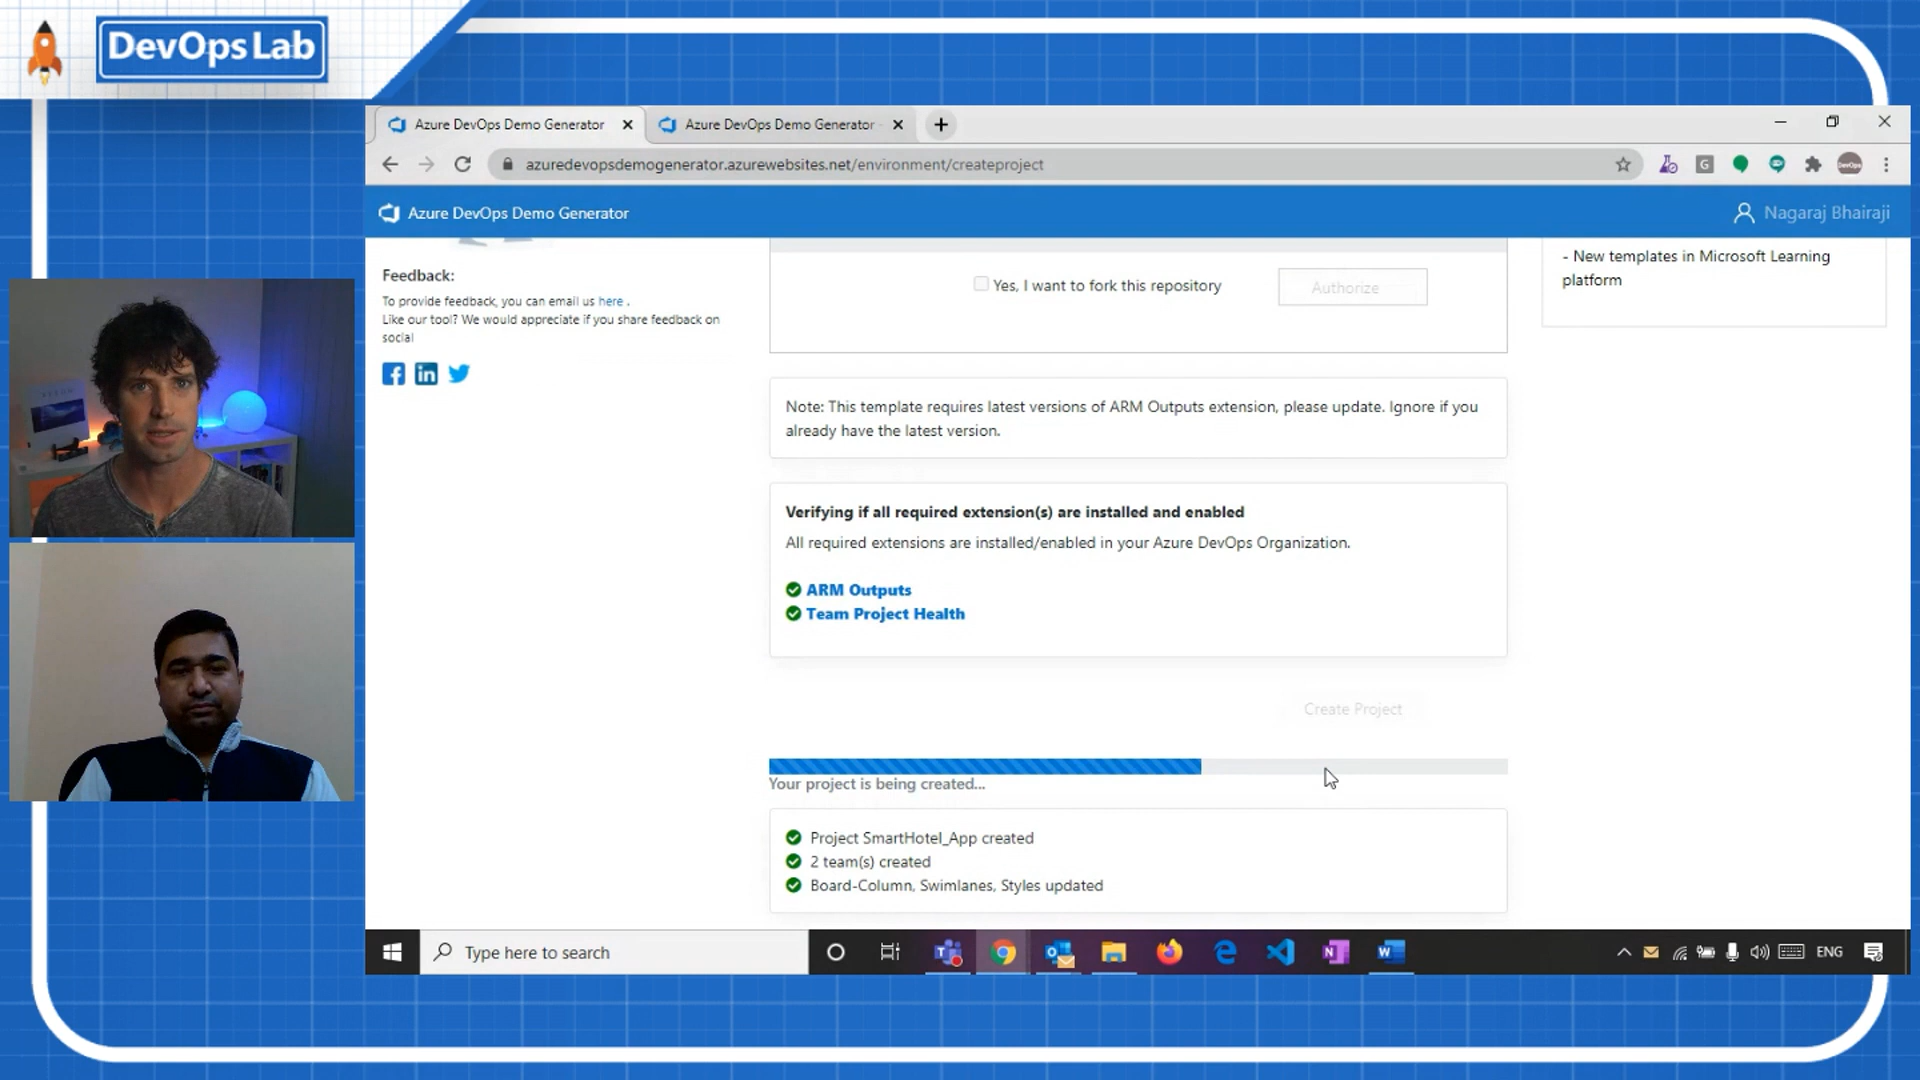 DevOps Lab
Azure DevOps Demo Generator
Azure DevOps Demo Generator
azuredevopsdemogenerator.azurewebsites.net/environment/createproject
Azure DevOps Demo Generator
Nagaraj Bhairaji
Feedback:
To provide feedback, you can email us here .
Like our tool? We would appreciate if you share feedback on
social
Yes, I want to fork this repository
Authorize
- New templates in Microsoft Learning
platform
Note: This template requires latest versions of ARM Outputs extension, please update. Ignore if you
already have the latest version.
Verifying if all required extension(s) are installed and enabled
All required extensions are installed/enabled in your Azure DevOps Organization.
ARM Outputs
Team Project Health
Create Project
Your project is being created...
Project SmartHotel_App created
2 team(s) created
Board-Column, Swimlanes, Styles updated
Type here to search
ENG